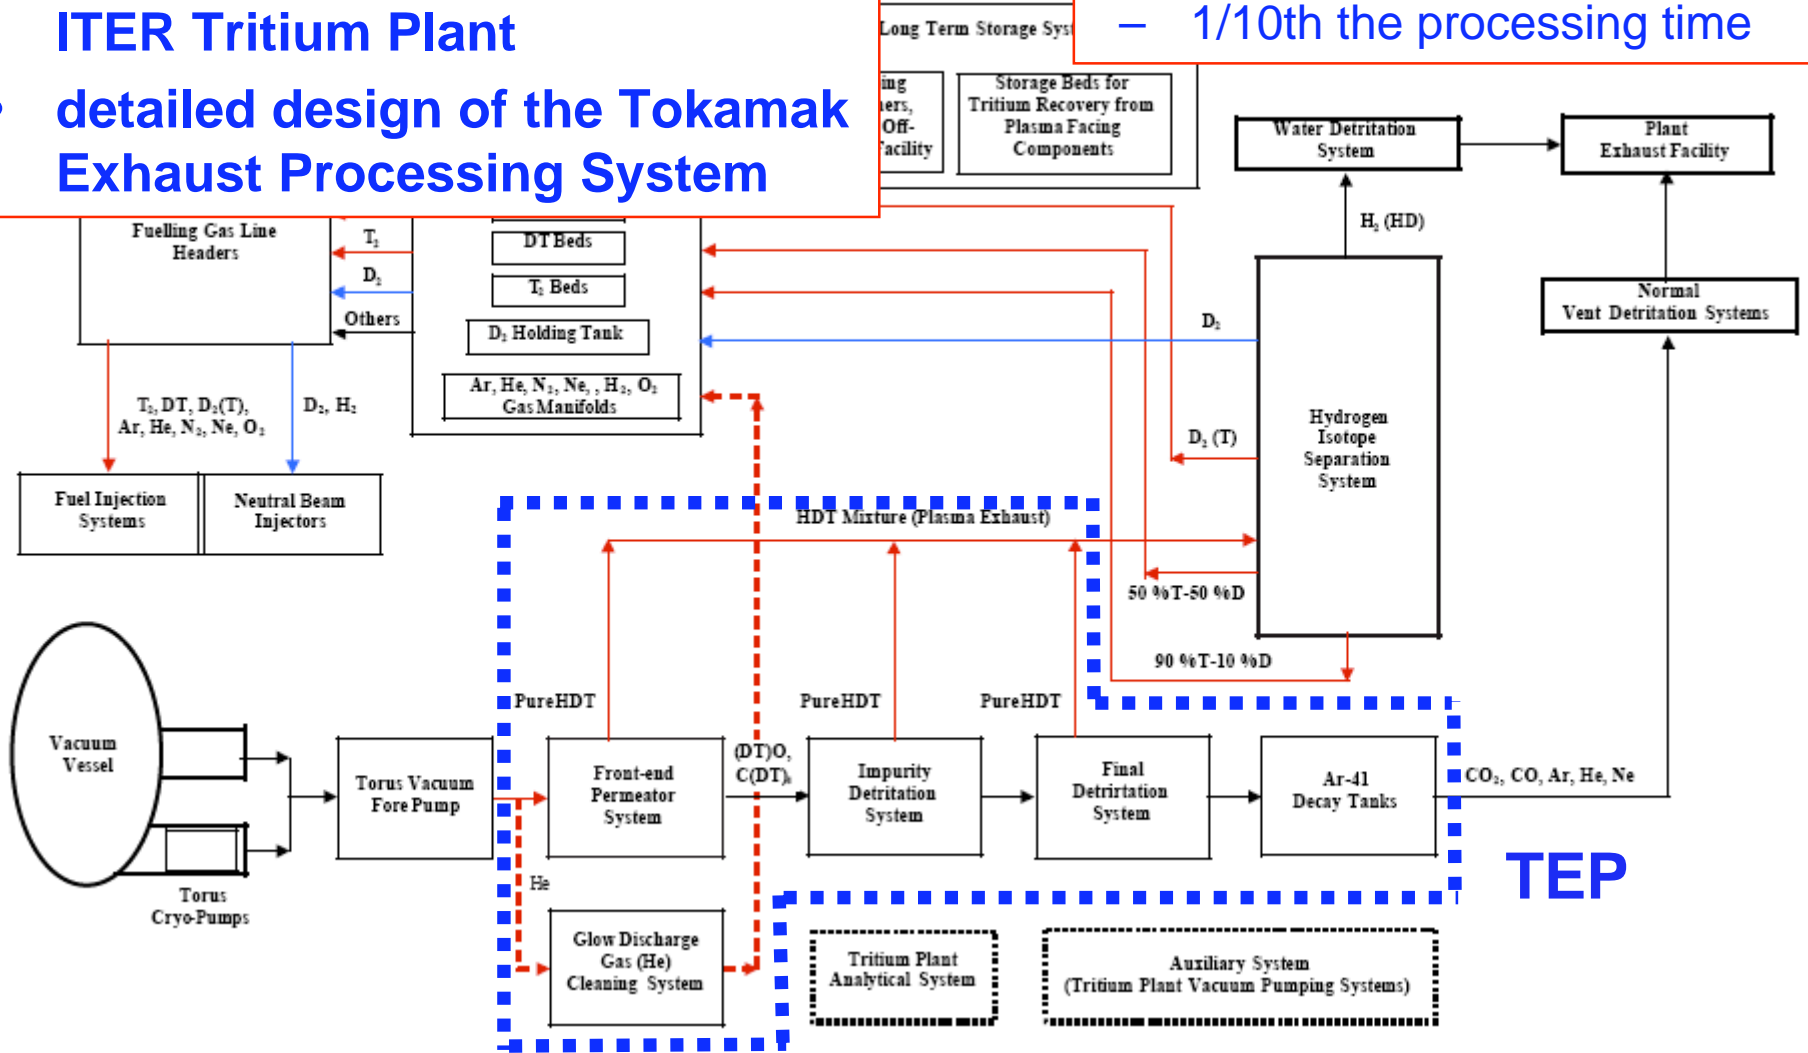 ITER Tritium Plant
• detailed design of the Tokamak
Exhaust Processing System
– 1/10th the processing time
Long Term Storage
Storage Beds for
Tritium Recovery from
Plasma Facing
Components
Off-
Water Detritation
System
Plant
Exhaust Facility
H₂ (HD)
Normal
Vent Detritation Systems
Fuelling Gas Line
Headers
T₂
D₂
Others
DT Beds
T₂ Beds
D₂ Holding Tank
Ar, He, N₂, Ne, , H₂, O₂
Gas Manifolds
D₂
D₂ (T)
Hydrogen
Isotope
Separation
System
T₂, DT, D₂(T),
Ar, He, N₂, Ne, O₂
D₂, H₂
Fuel Injection
Systems
Neutral Beam
Injectors
HDT Mixture (Plasma Exhaust)
50 %T-50 %D
90 %T-10 %D
PureHDT
PureHDT
PureHDT
Vacuum
Vessel
Torus Vacuum
Fore Pump
Front-end
Permeator
System
(DT)O,
C(DT)₄
Impurity
Detritation
System
Final
Detrirtation
System
Ar-41
Decay Tanks
CO₂, CO, Ar, He, Ne
TEP
Torus
Cryo-Pumps
He
Glow Discharge
Gas (He)
Cleaning System
Tritium Plant
Analytical System
Auxiliary System
(Tritium Plant Vacuum Pumping Systems)